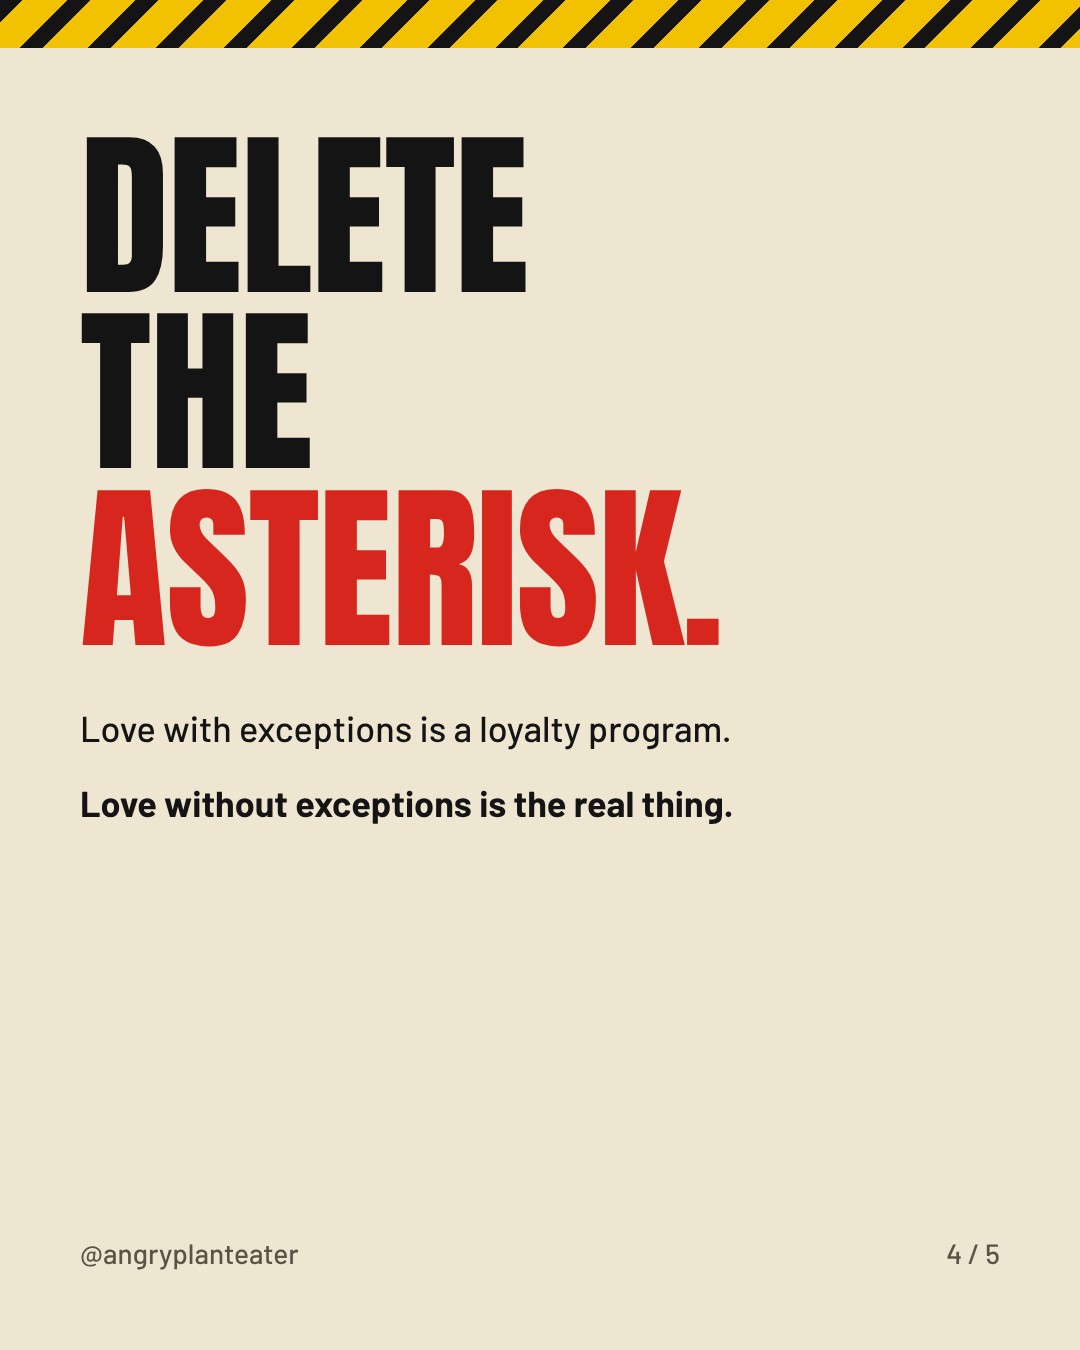 DELETE
THE
ASTERISK.
Love with exceptions is a loyalty program.
Love without exceptions is the real thing.
@angryplanteater
4 / 5